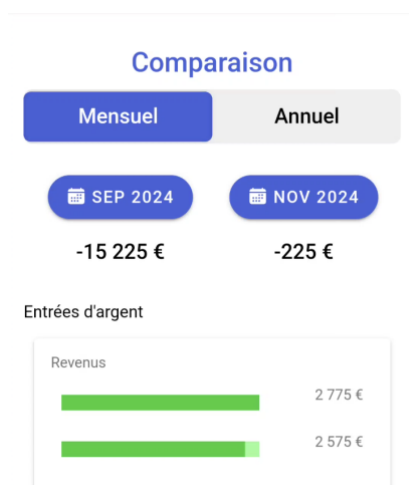 Comparaison
Mensuel Annuel
SEP 2024 NOV 2024
-15 225 € -225 €
Entrées d'argent
Revenus
2 775 €
2 575 €